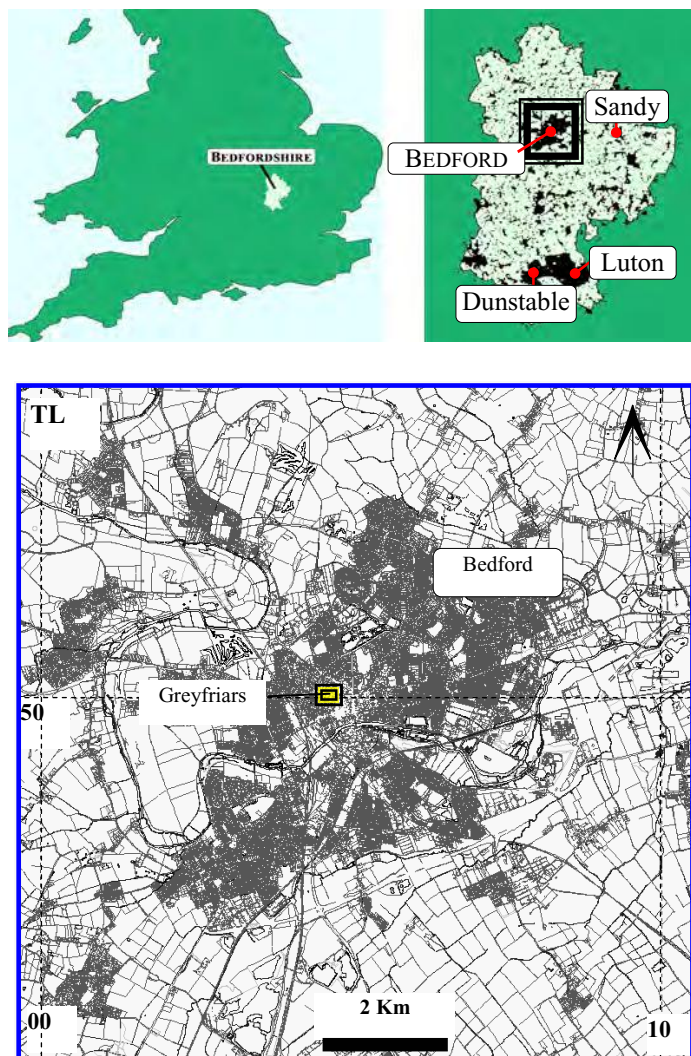 BEDFORDSHIRE
Sandy
BEDFORD
Luton
Dunstable
TL
Bedford
Greyfriars
50
2 Km
00
10